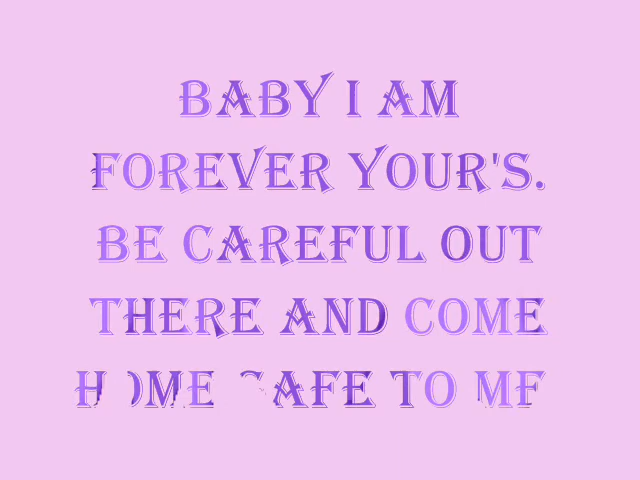 BABY I AM
FOREVER YOUR'S.
BE CAREFUL OUT
THERE AND COME
HOME SAFE TO ME